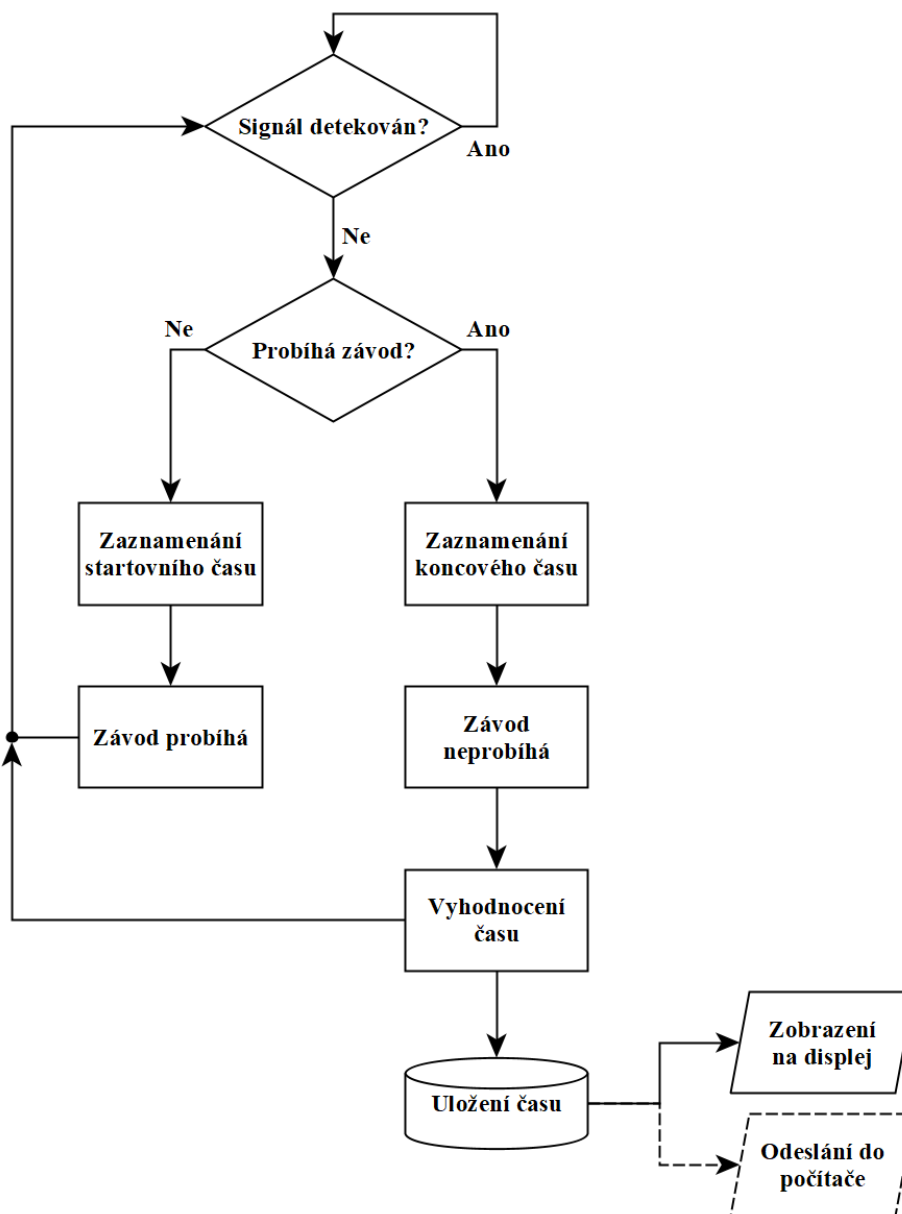 Signál detekován?
Ano
Ne
Ne
Ano
Probíhá závod?
Zaznamenání
startovního času
Zaznamenání
koncového času
Závod probíhá
Závod
neprobíhá
Vyhodnocení
času
Uložení času
Zobrazení
na displej
Odeslání do
počítače